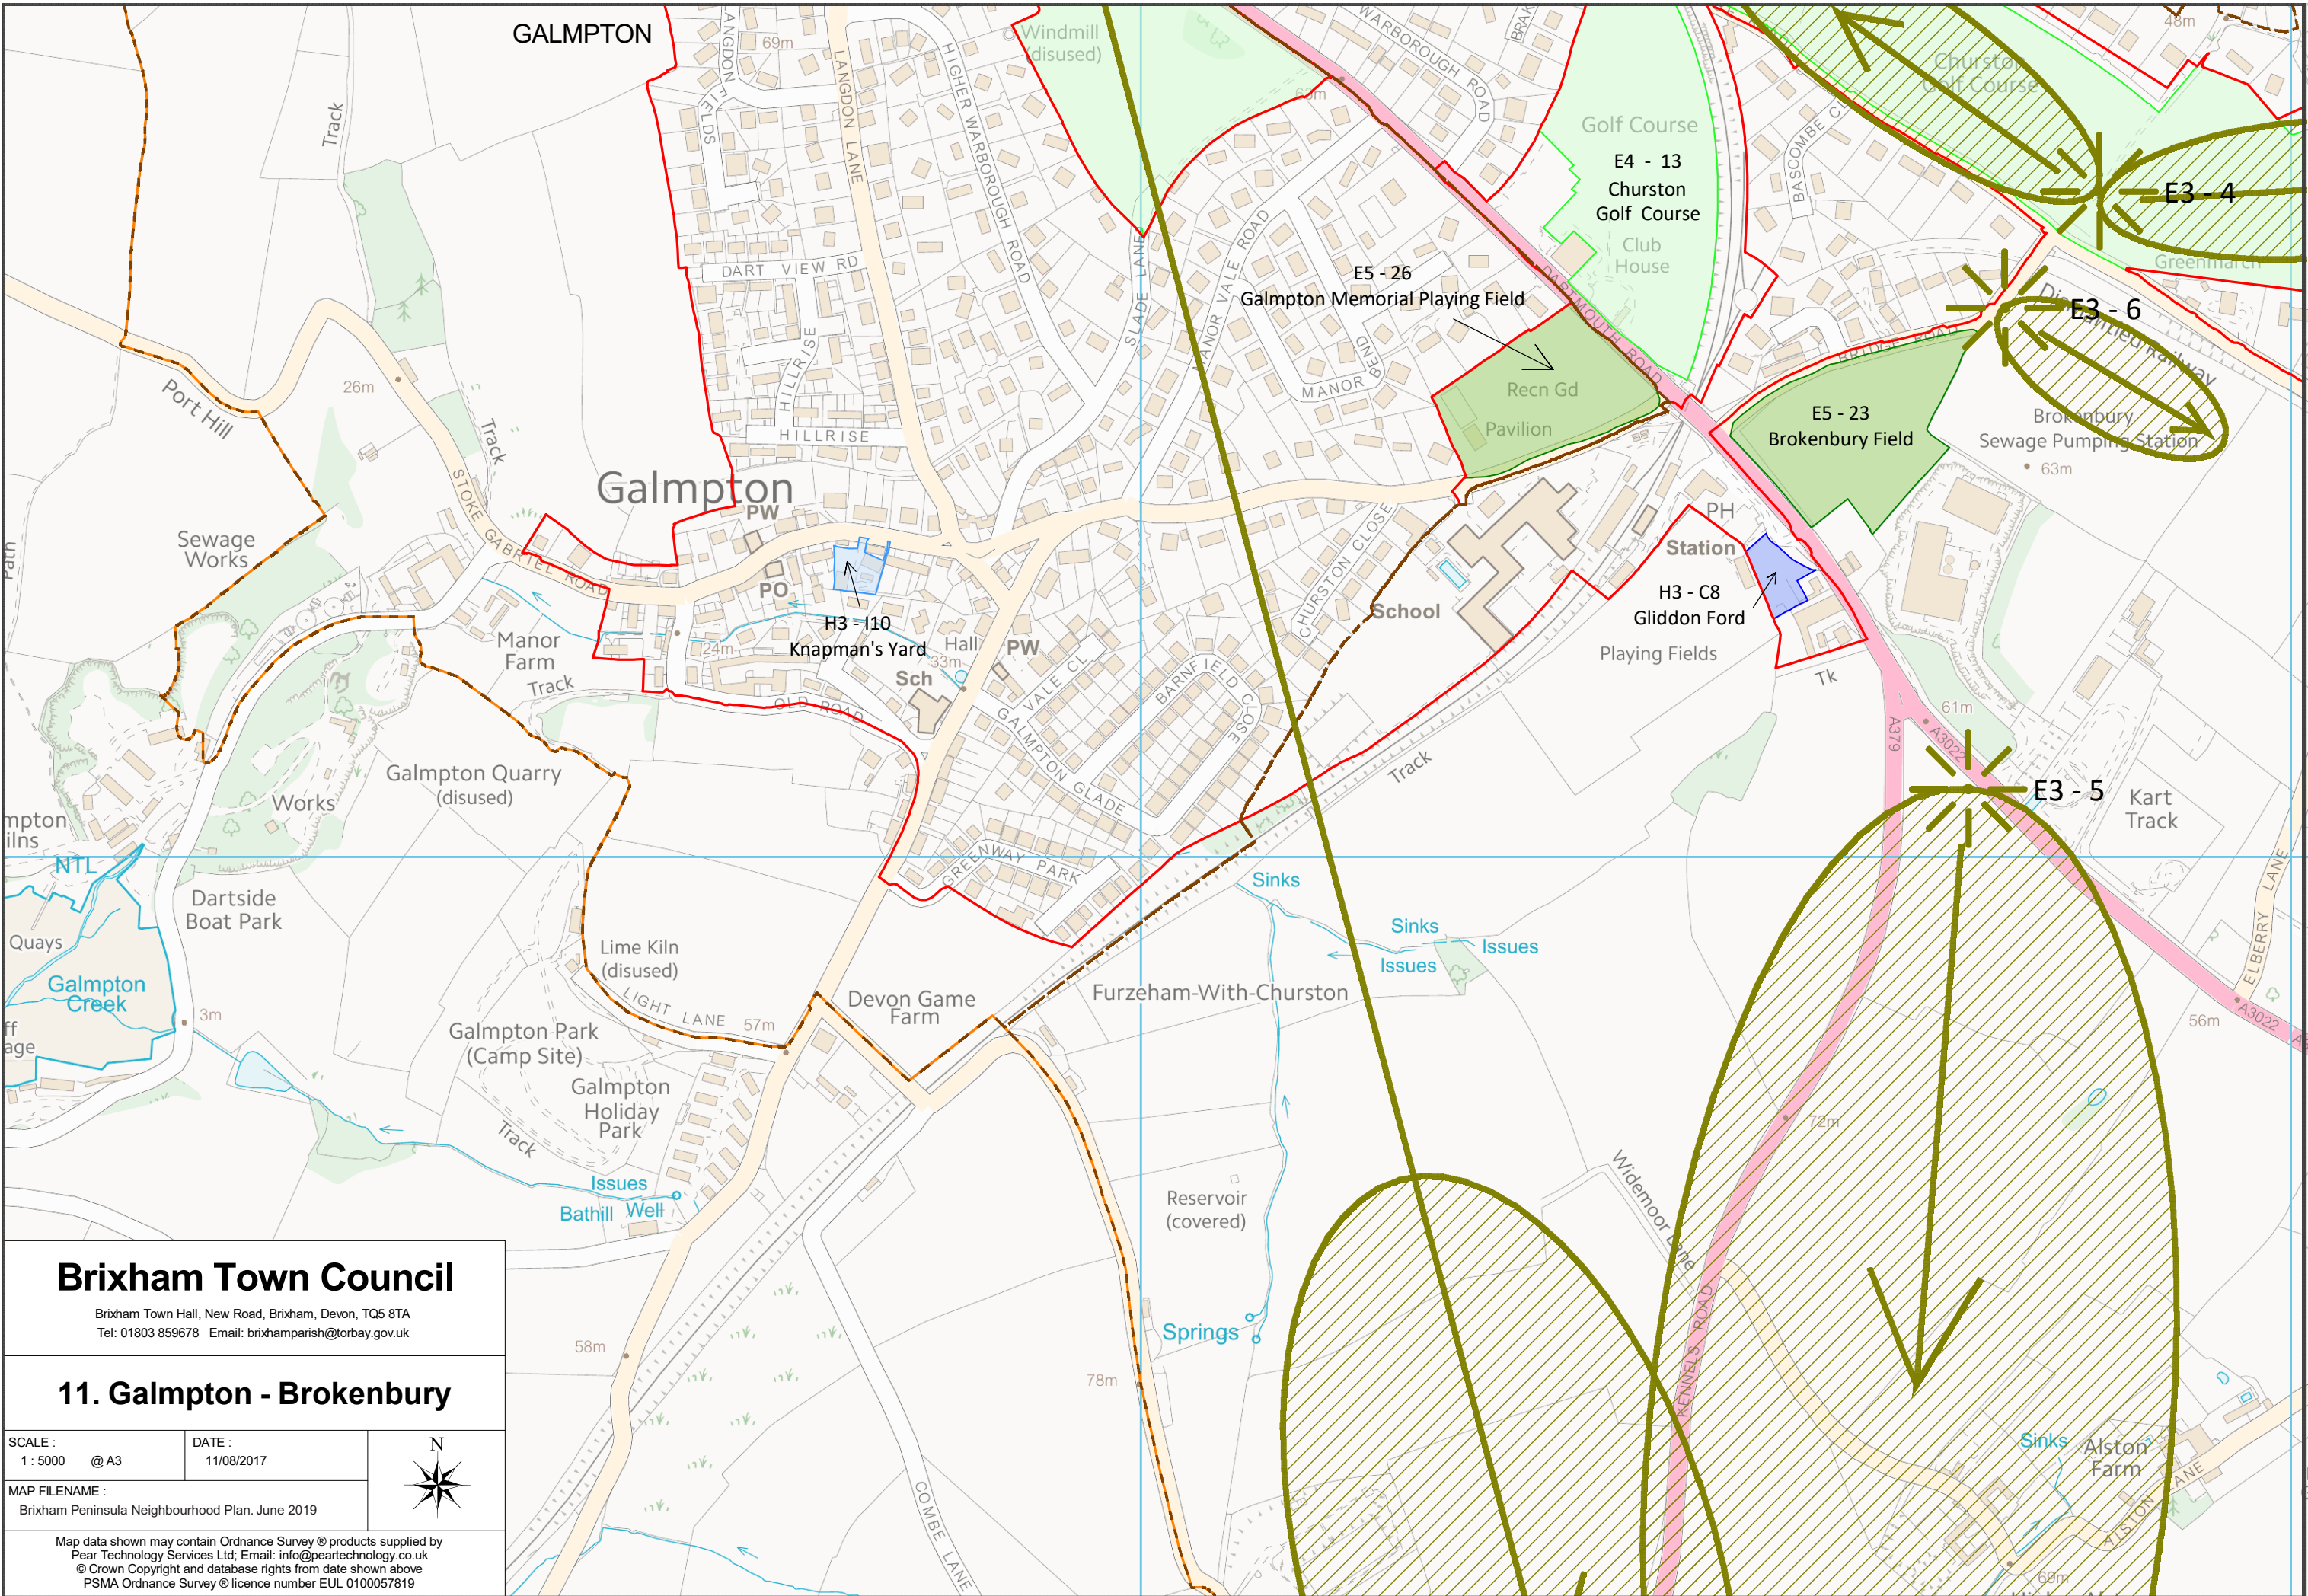 GALMPTON
Windmill
(disused)
LANGDON LANE
HIGHER WARBOROUGH ROAD
WARBOROUGH ROAD
69m
63m
48m
Track
Churston
Golf Course
BASCOMBE CL
Golf Course
E4 - 13
Churston
Golf Course
Club
House
E3 - 4
Greenmarch
E3 - 6
Dismantled Railway
DART VIEW RD
HILLRISE
HILLRISE
SLADE LANE
MANOR VALE ROAD
MANOR BEND
E5 - 26
Galmpton Memorial Playing Field
DARTMOUTH ROAD
Recn Gd
Pavilion
BRIDGE ROAD
E5 - 23
Brokenbury Field
Brokenbury
Sewage Pumping Station
63m
Port Hill
26m
Track
STOKE GABRIEL ROAD
Galmpton
PW
PO
Sewage
Works
Path
Manor
Farm
Track
24m
H3 - I10
Knapman's Yard
Hall
33m
PW
Sch
OLD ROAD
VALE CL
BARNFIELD CLOSE
GALMPTON GLADE
CHURSTON CLOSE
School
PH
Station
H3 - C8
Gliddon Ford
Playing Fields
Tk
A379
61m
A3022
E3 - 5
Kart
Track
ELBERRY LANE
A3022
56m
Galmpton Quarry
(disused)
Works
NTL
Dartside
Boat Park
Quays
Galmpton
Creek
3m
GREENWAY PARK
Track
Sinks
Sinks
Issues
Issues
Lime Kiln
(disused)
LIGHT LANE
57m
Devon Game
Farm
Furzeham-With-Churston
Galmpton Park
(Camp Site)
Galmpton
Holiday
Park
Track
Issues
Bathill Well
Reservoir
(covered)
Springs
Widemoor Lane
72m
KENNELS ROAD
58m
78m
COMBE LANE
Sinks
Alston
Farm
ALSTON LANE
69m
Brixham Town Council
Brixham Town Hall, New Road, Brixham, Devon, TQ5 8TA
Tel: 01803 859678 Email: brixhamparish@torbay.gov.uk
11. Galmpton - Brokenbury
SCALE :
1 : 5000 @ A3
DATE :
11/08/2017
N
MAP FILENAME :
Brixham Peninsula Neighbourhood Plan. June 2019
Map data shown may contain Ordnance Survey ® products supplied by
Pear Technology Services Ltd; Email: info@peartechnology.co.uk
© Crown Copyright and database rights from date shown above
PSMA Ordnance Survey ® licence number EUL 0100057819